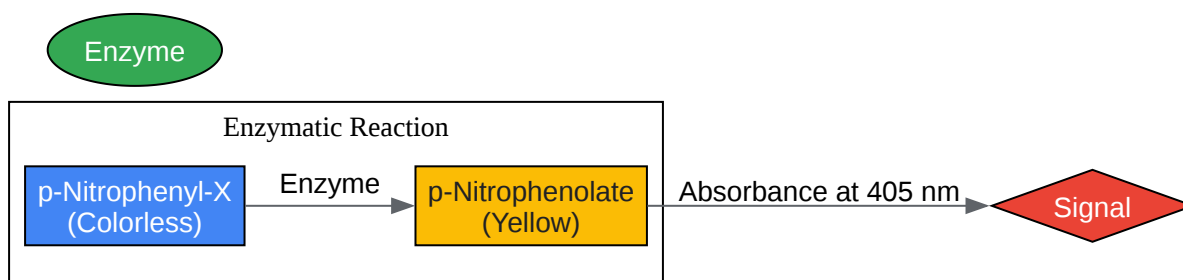 Enzyme
Enzymatic Reaction
p-Nitrophenyl-X
(Colorless)
Enzyme
p-Nitrophenolate
(Yellow)
Absorbance at 405 nm
Signal